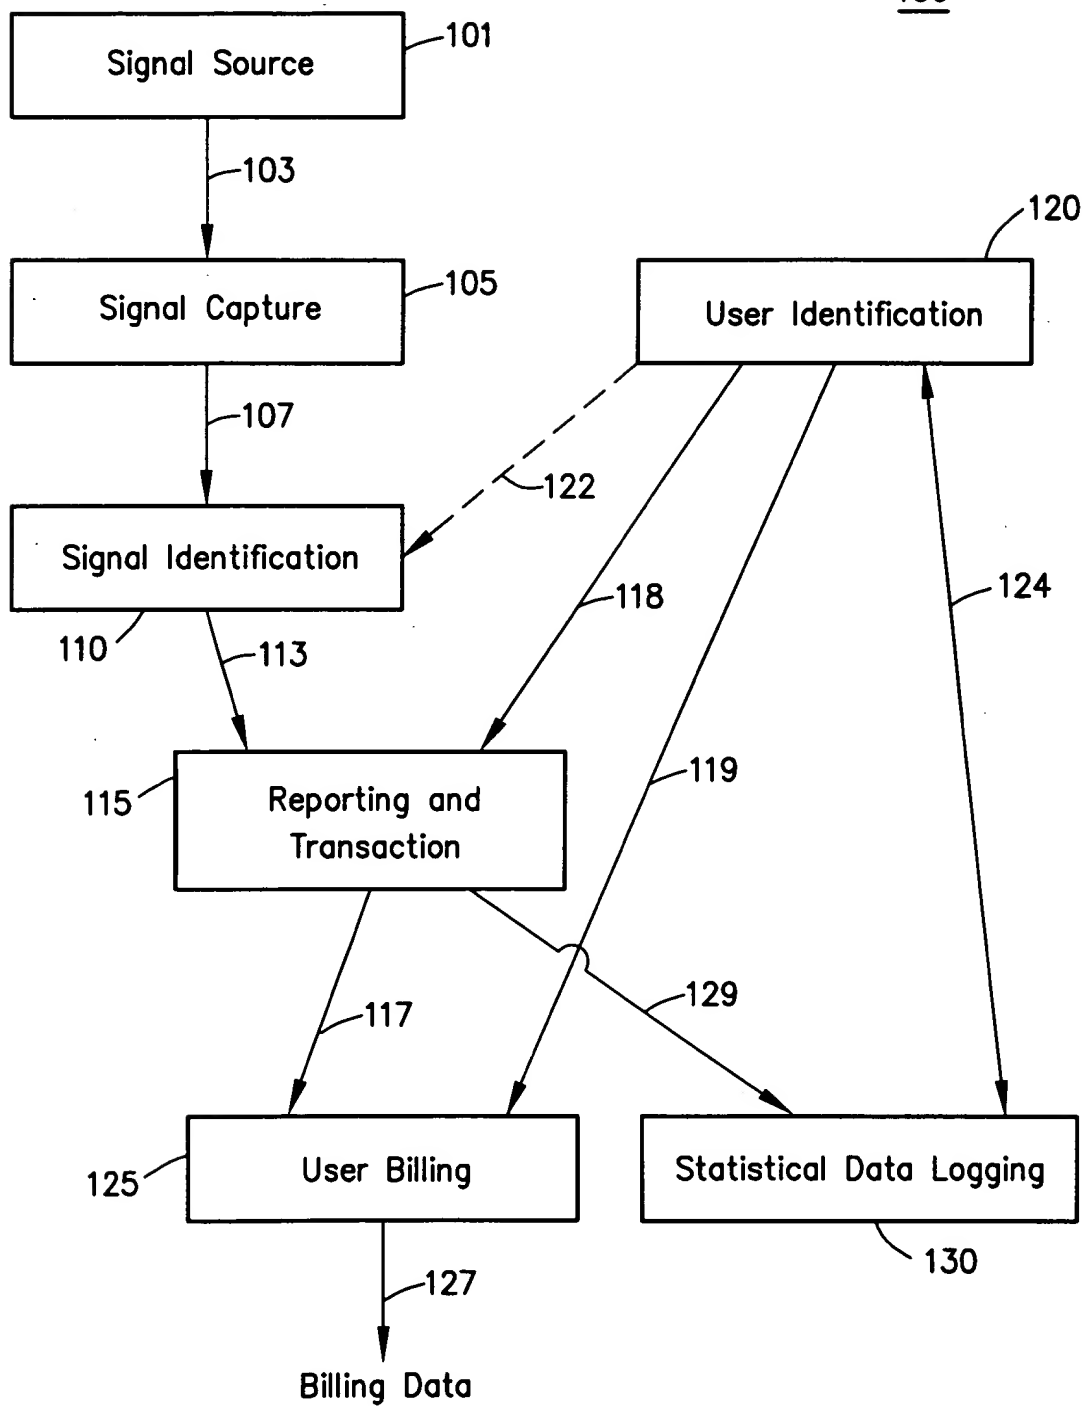 Signal Source
101
103
120
Signal Capture
105
User Identification
107
122
Signal Identification
118
124
110
113
119
115
Reporting and
Transaction
129
117
125
User Billing
Statistical Data Logging
130
127
Billing Data